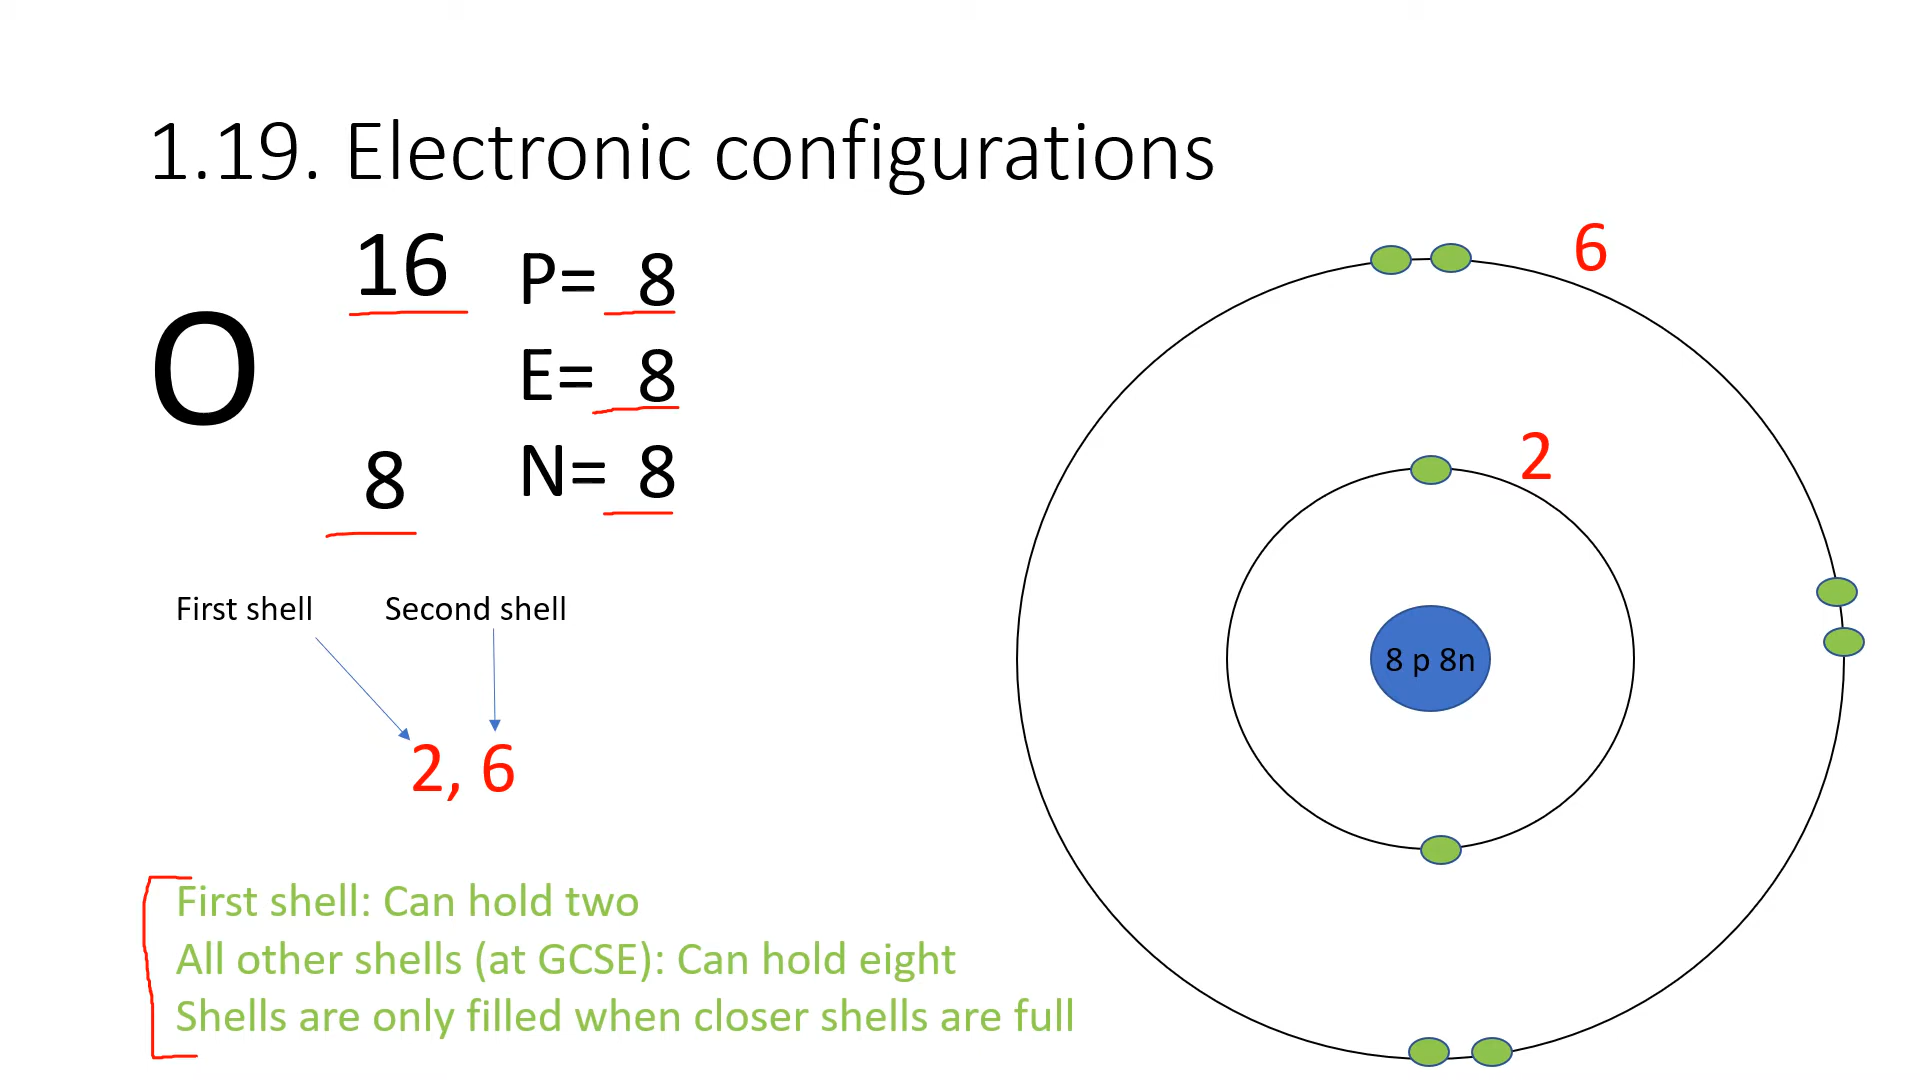 1.19. Electronic configurations
16
O
8
P= 8
E= 8
N= 8
First shell
Second shell
2, 6
First shell: Can hold two
All other shells (at GCSE): Can hold eight
Shells are only filled when closer shells are full
6
2
8 p 8n